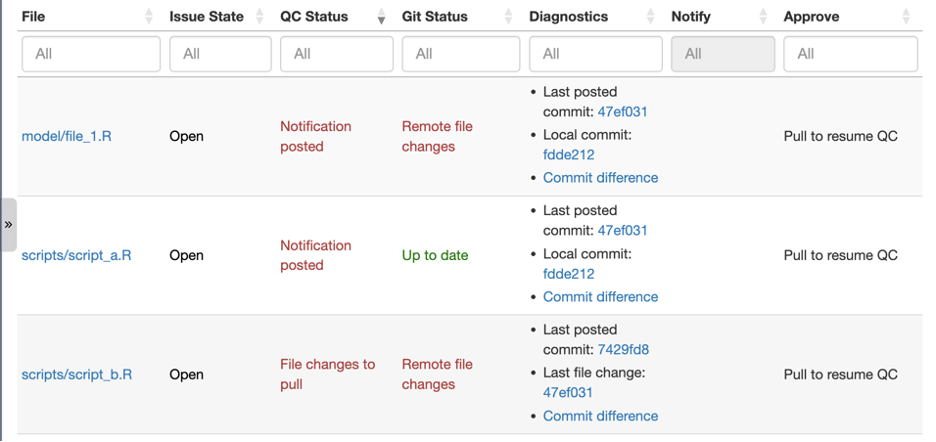 File Issue State QC Status Git Status Diagnostics Notify Approve
All All All All All All All
• Last posted
commit: 47ef031
• Local commit:
fdde212
• Commit difference
model/file_1.R
Open
Notification
posted
Remote file
changes
Pull to resume QC
»
• Last posted
commit: 47ef031
• Local commit:
fdde212
• Commit difference
scripts/script_a.R
Open
Notification
posted
Up to date
Pull to resume QC
• Last posted
commit: 7429fd8
• Last file change:
47ef031
• Commit difference
scripts/script_b.R
Open
File changes to
pull
Remote file
changes
Pull to resume QC